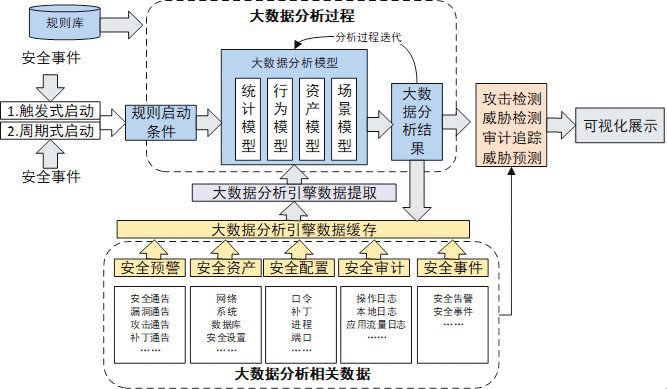 大数据分析过程
规则库
分析过程迭代
安全事件
大数据分析模型
统计模型
行为模型
资产模型
场景模型
大数据分析结果
1.触发式启动
2.周期式启动
规则启动
条件
攻击检测
威胁检测
审计追踪
威胁预测
可视化展示
安全事件
大数据分析引擎数据提取
大数据分析引擎数据缓存
安全预警
安全资产
安全配置
安全审计
安全事件
安全通告
漏洞通告
攻击通告
补丁通告
……
网络
系统
数据库
安全设置
……
口令
补丁
进程
端口
……
操作日志
本地日志
应用流量日志
……
安全告警
安全事件
……
大数据分析相关数据